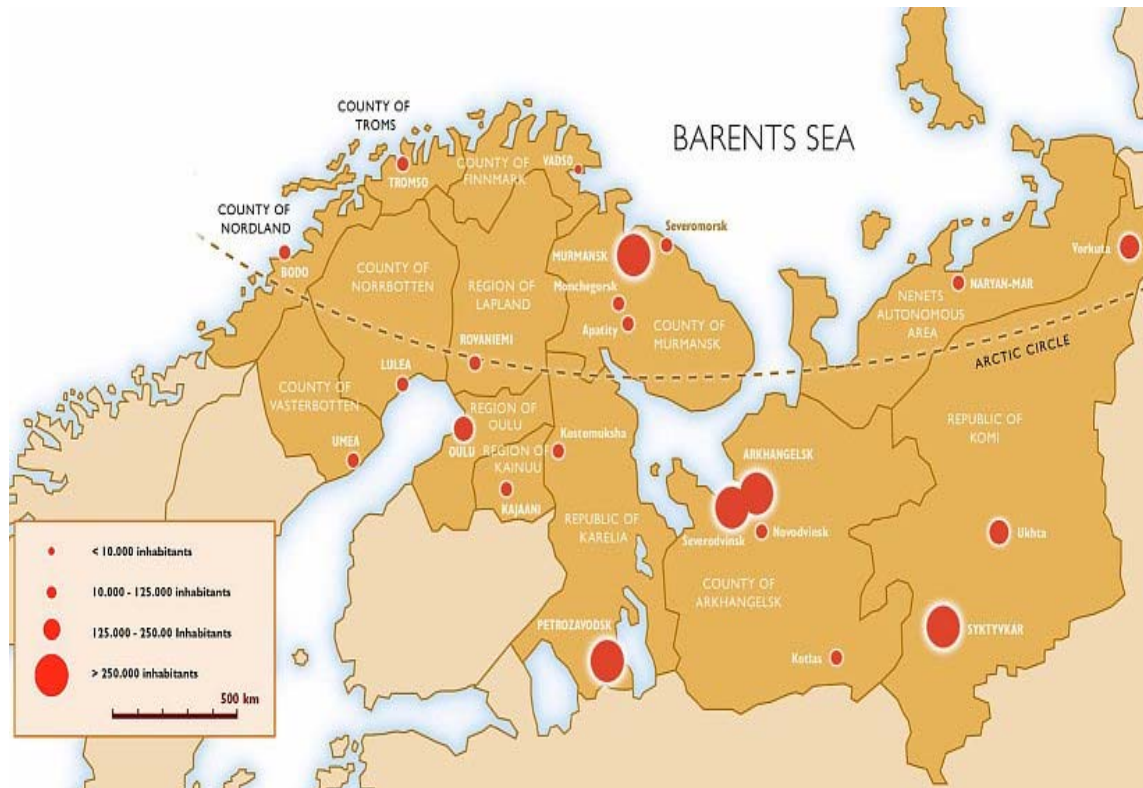 COUNTY OF
TROMS
BARENTS SEA
COUNTY OF
FINNMARK
VADSO
TROMSO
COUNTY OF
NORDLAND
BODO
COUNTY OF
NORRBOTTEN
REGION OF
LAPLAND
MURMANSK
Severomorsk
Monchegorsk
Apatity
COUNTY OF
MURMANSK
Vorkuta
NARYAN-MAR
NENETS
AUTONOMOUS
AREA
ARCTIC CIRCLE
ROVANIEMI
LULEA
COUNTY OF
VASTERBOTTEN
UMEA
REGION OF
OULU
OULU
REGION OF
KAINUU
KAJAANI
Kostomuksha
REPUBLIC OF
KARELIA
PETROZAVODSK
ARKHANGELSK
Severodvinsk
Novodvinsk
COUNTY OF
ARKHANGELSK
Kotlas
REPUBLIC OF
KOMI
Ukhta
SYKTYVKAR
< 10.000 inhabitants
10.000 - 125.000 inhabitants
125.000 - 250.00 Inhabitants
> 250.000 inhabitants
500 km